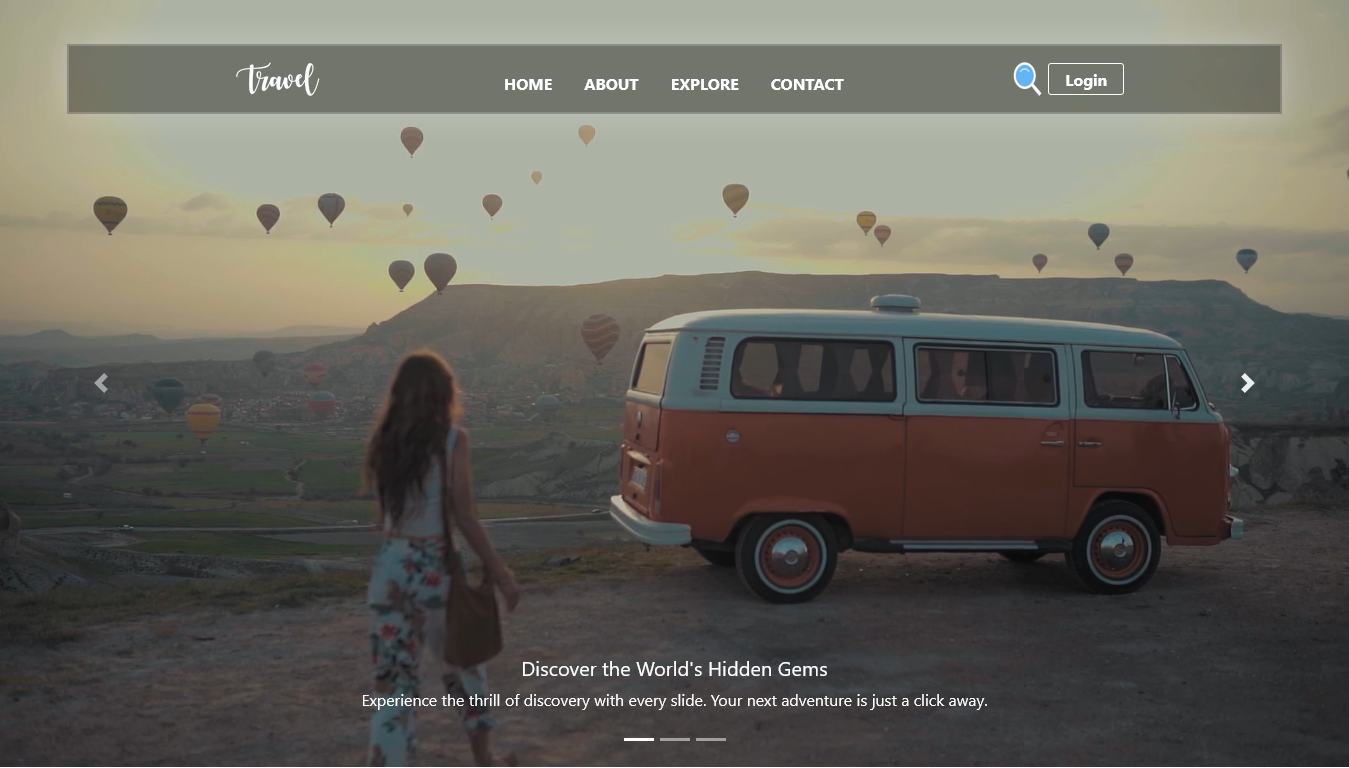 Travel
HOME ABOUT EXPLORE CONTACT
Login
Discover the World's Hidden Gems
Experience the thrill of discovery with every slide. Your next adventure is just a click away.